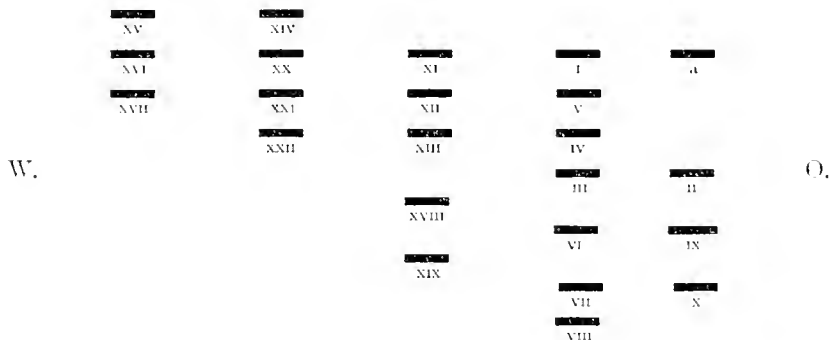 XV XIV
XVI XX XI I a
XVII XXI XII V
XXII XIII IV
W. O.
III II
XVIII
VI IX
XIX
VII X
VIII